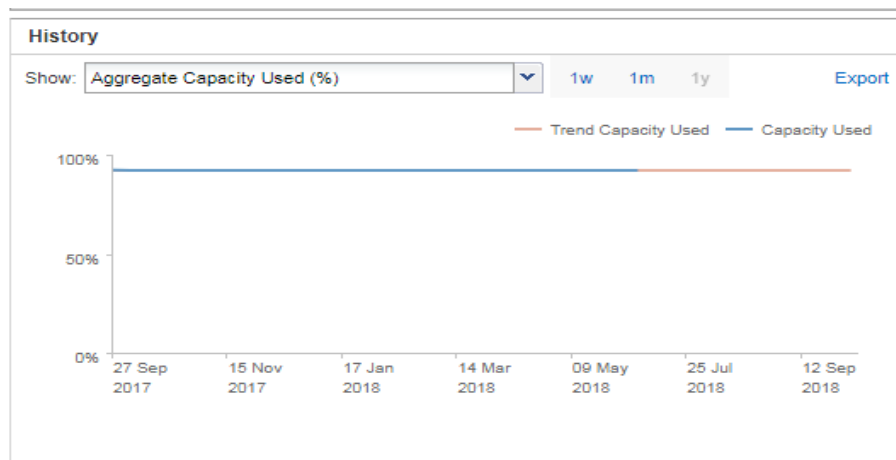 History
Show: Aggregate Capacity Used (%) 1w 1m 1y Export
Trend Capacity Used Capacity Used
100%
50%
0%
27 Sep 15 Nov 17 Jan 14 Mar 09 May 25 Jul 12 Sep
2017 2017 2018 2018 2018 2018 2018